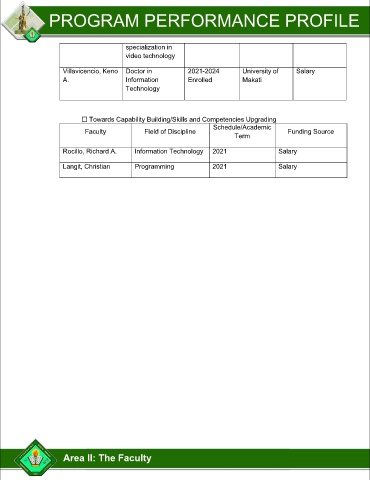 PROGRAM PERFORMANCE PROFILE
specialization in
video technology
Villavicencio, Keno A. Doctor in Information Technology 2021-2024 Enrolled University of Makati Salary
☐ Towards Capability Building/Skills and Competencies Upgrading
Faculty Field of Discipline Schedule/Academic Term Funding Source
Rocillo, Richard A. Information Technology 2021 Salary
Langit, Christian Programming 2021 Salary
Area II: The Faculty